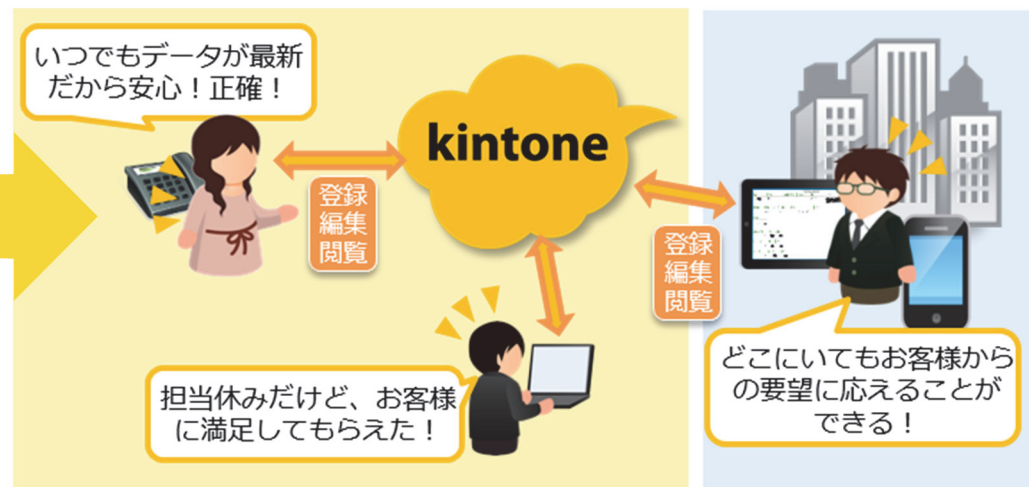 いつでもデータが最新
だから安心！正確！
kintone
登録
編集
閲覧
登録
編集
閲覧
担当休みだけど、お客様
に満足してもらえた！
どこにいてもお客様から
の要望に応えることが
できる！